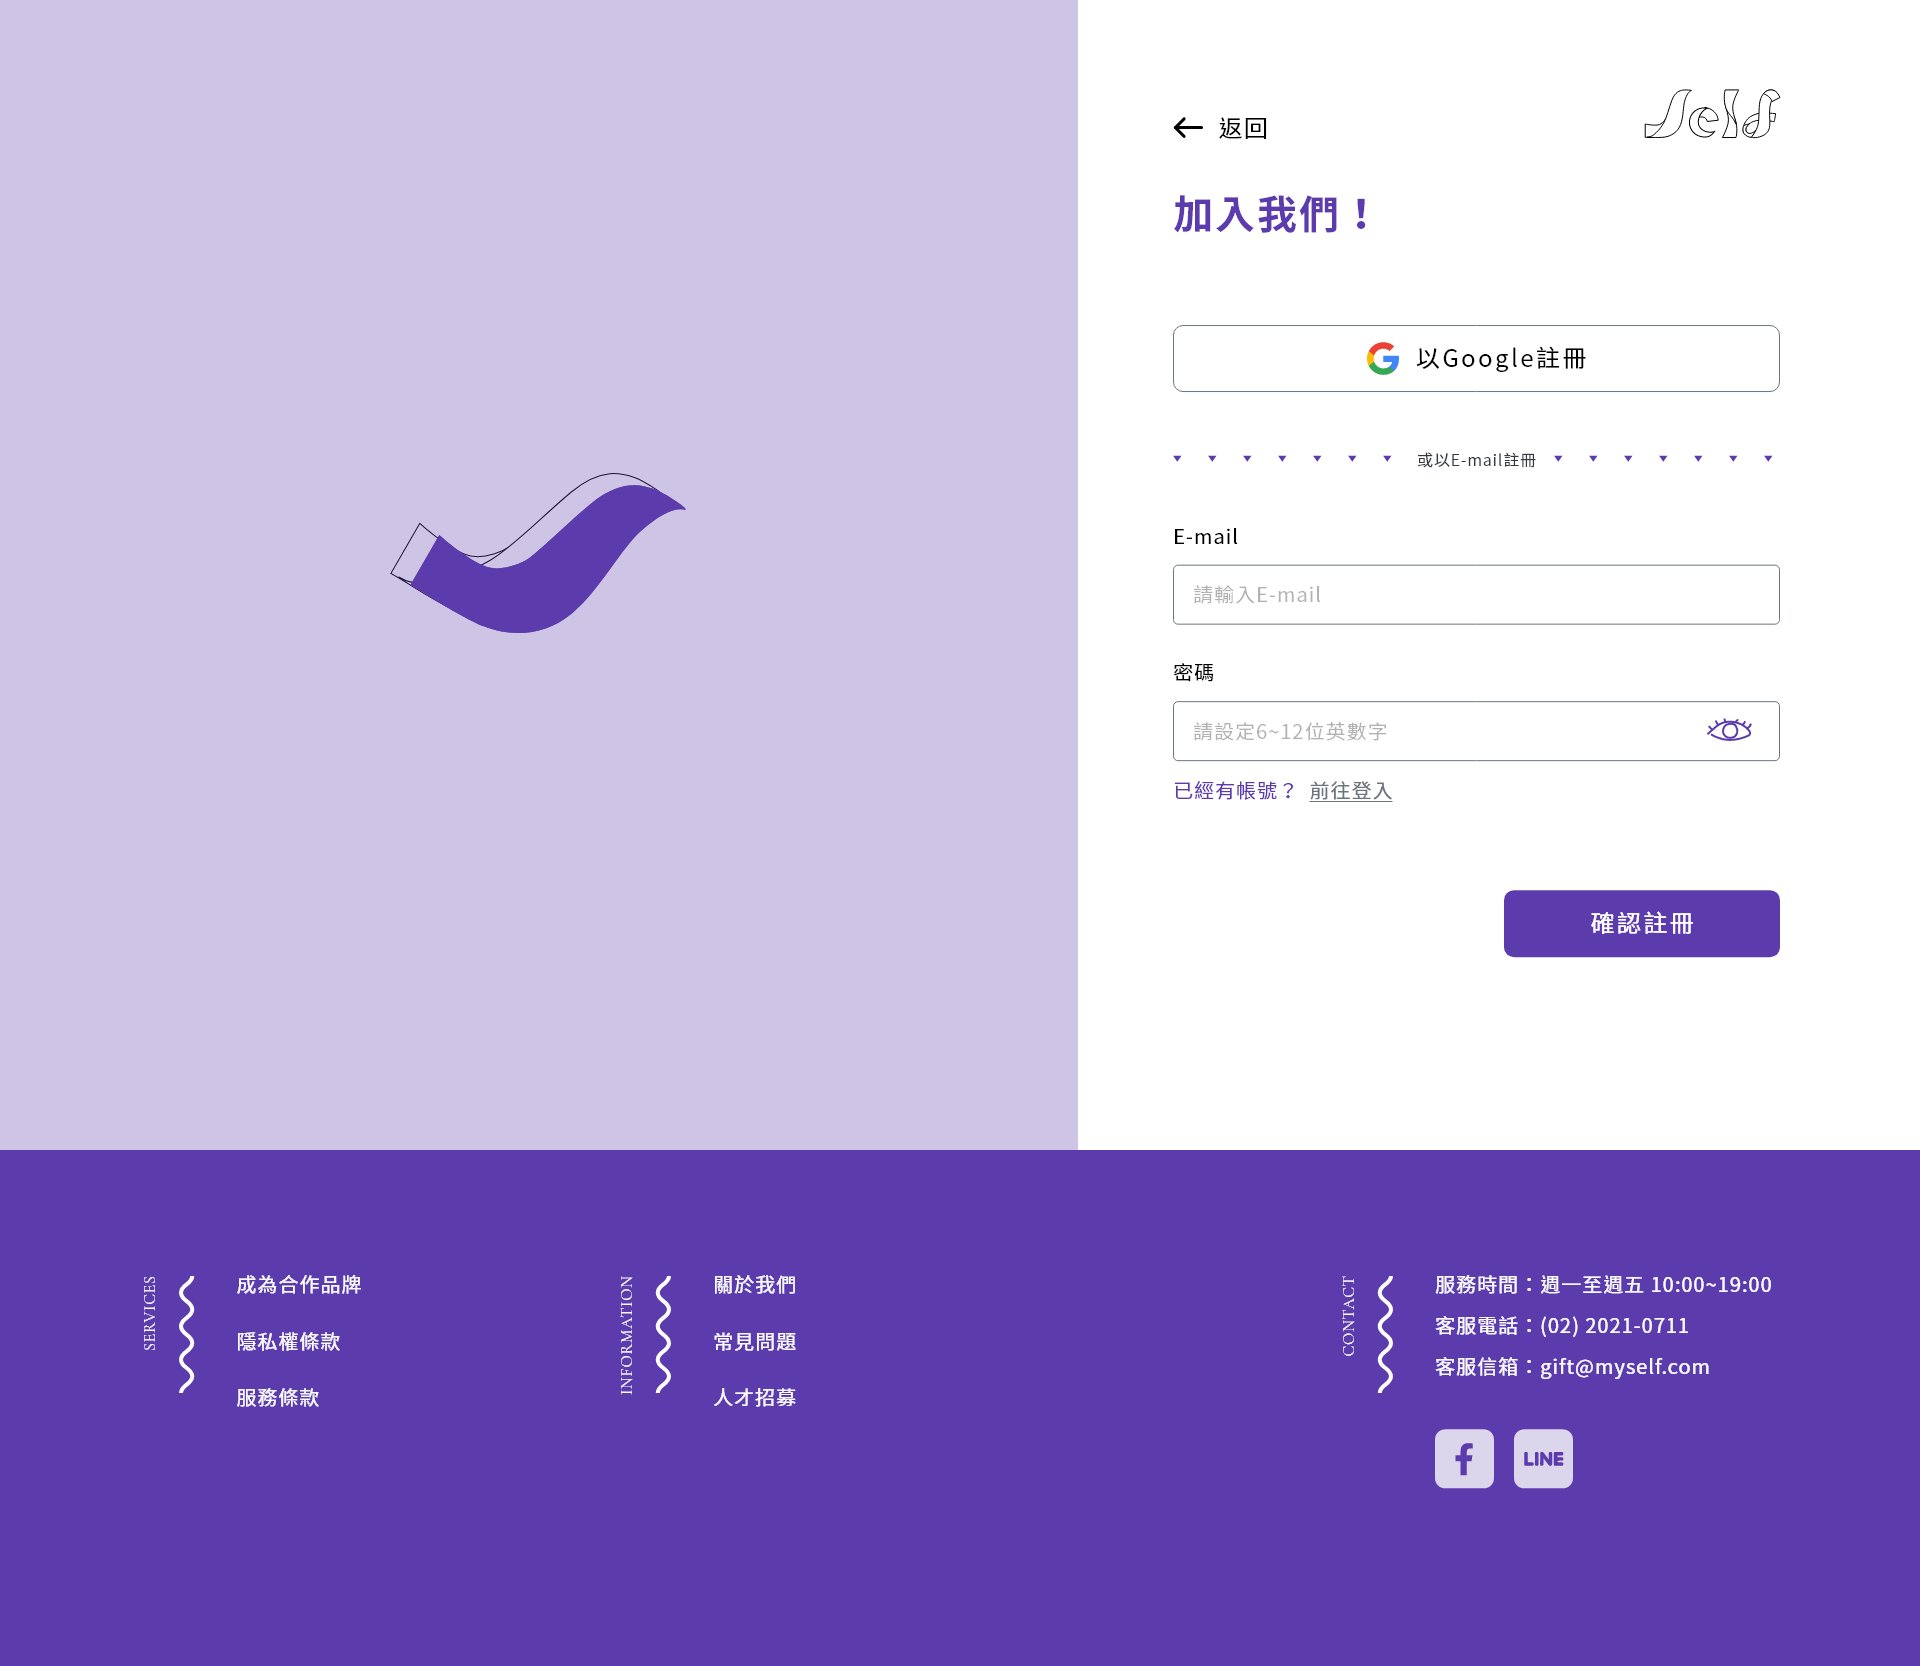 返回
Self
加入我們！
以Google註冊
或以E-mail註冊
E-mail
請輸入E-mail
密碼
請設定6~12位英數字
已經有帳號？ 前往登入
確認註冊
SERVICES
成為合作品牌
隱私權條款
服務條款
INFORMATION
關於我們
常見問題
人才招募
CONTACT
服務時間：週一至週五 10:00~19:00
客服電話：(02) 2021-0711
客服信箱：gift@myself.com
LINE